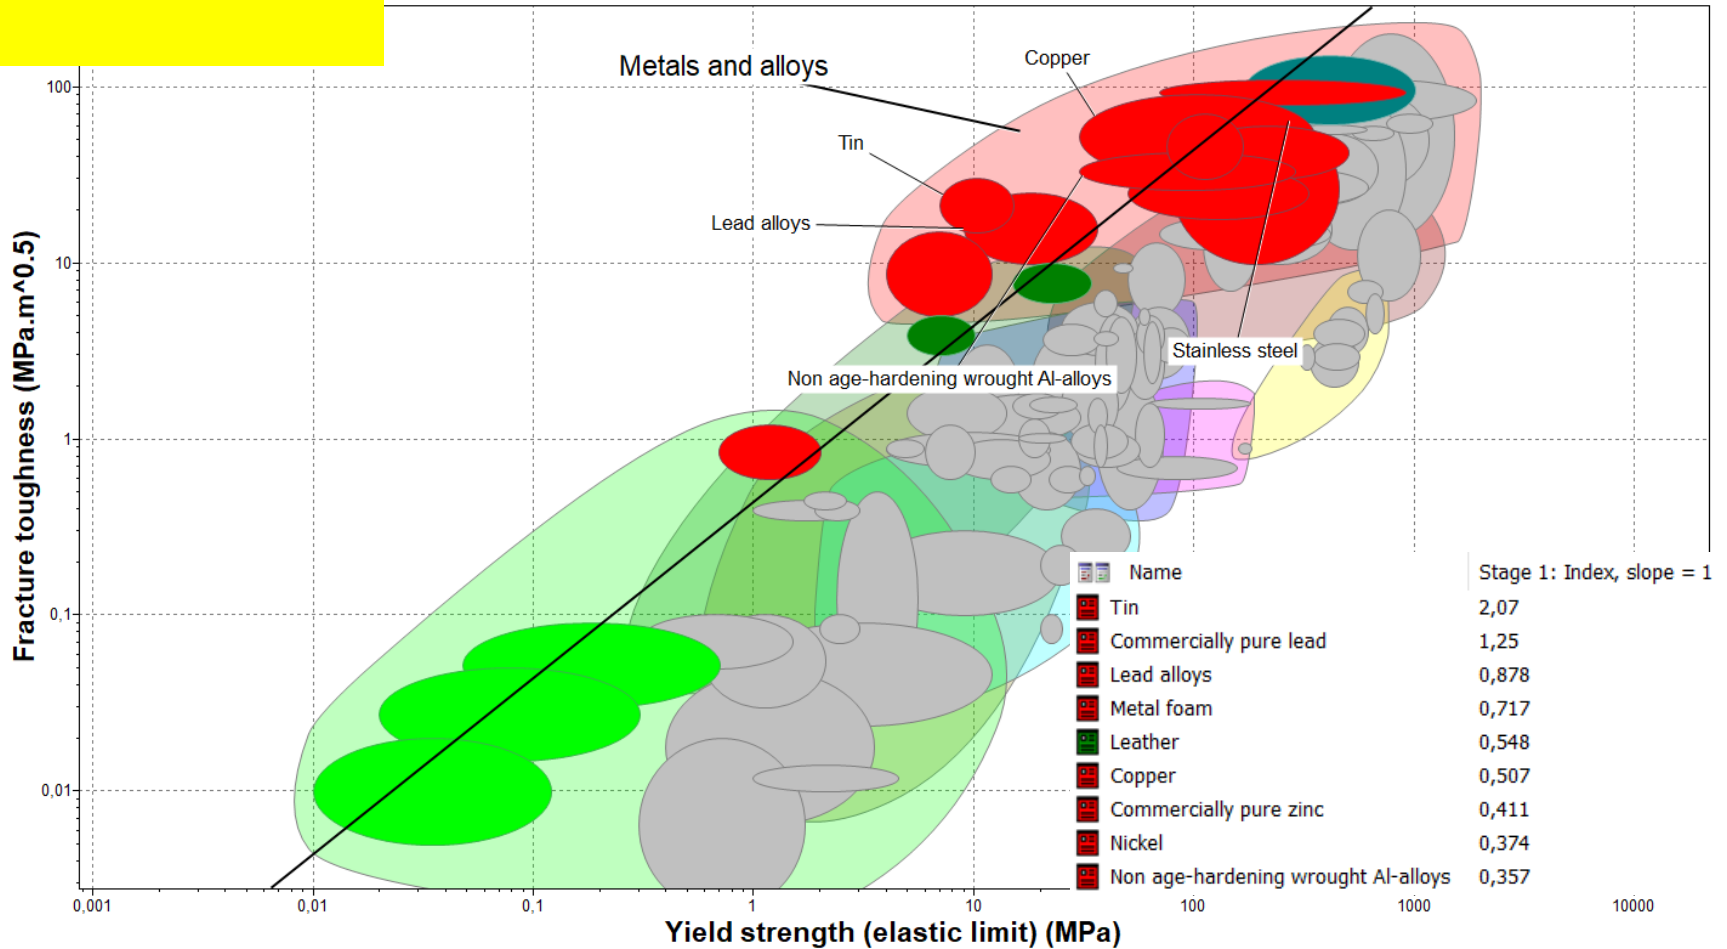 Metals and alloys
Copper
Tin
Lead alloys
Non age-hardening wrought Al-alloys
Stainless steel
Fracture toughness (MPa.m^0.5)
100
10
1
0,1
0,01
0,001
0,01
0,1
1
10
100
1000
10000
Yield strength (elastic limit) (MPa)
Name Stage 1: Index, slope = 1
Tin 2,07
Commercially pure lead 1,25
Lead alloys 0,878
Metal foam 0,717
Leather 0,548
Copper 0,507
Commercially pure zinc 0,411
Nickel 0,374
Non age-hardening wrought Al-alloys 0,357